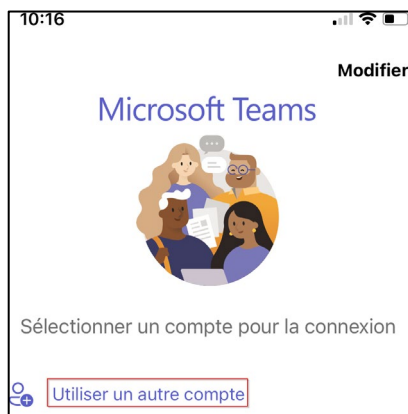 10:16
Modifier
Microsoft Teams
Sélectionner un compte pour la connexion
Utiliser un autre compte